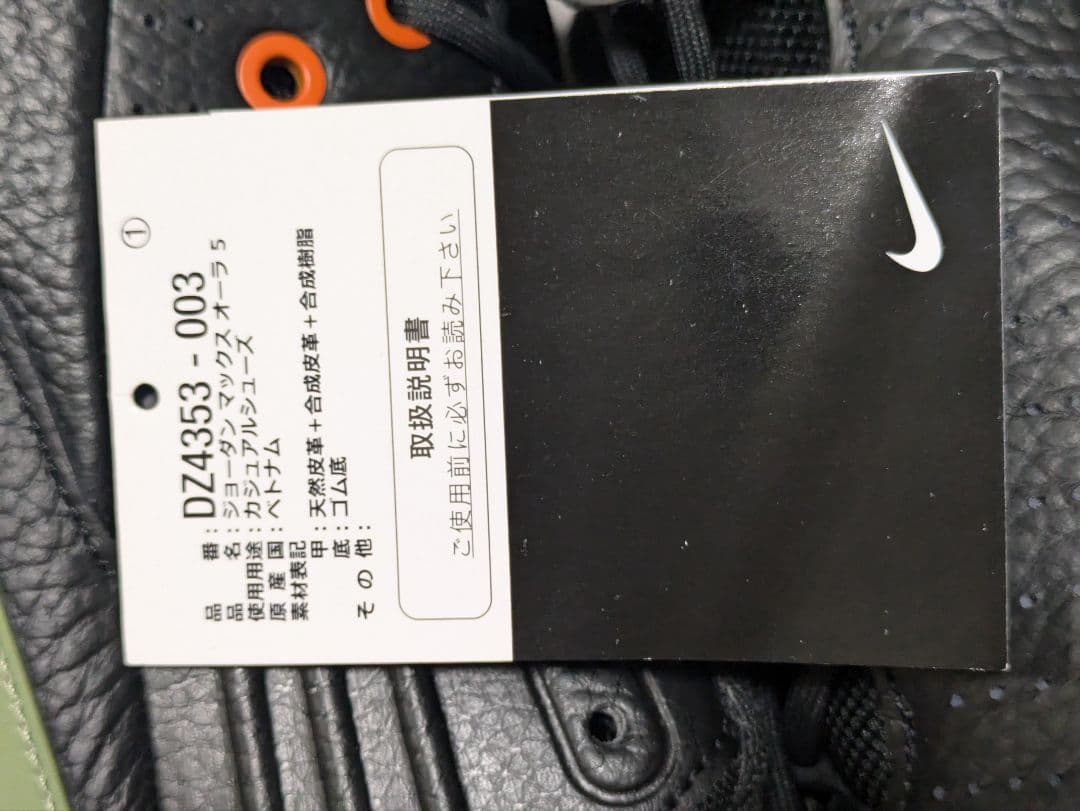 ①
品番：DZ4353 - 003
品名：ジョーダン マックス オーラ 5
使用用途：カジュアルシューズ
原産国：ベトナム
素材表記
甲：天然皮革＋合成皮革＋合成樹脂
底：ゴム底
その他：
取扱説明書
ご使用前に必ずお読み下さい